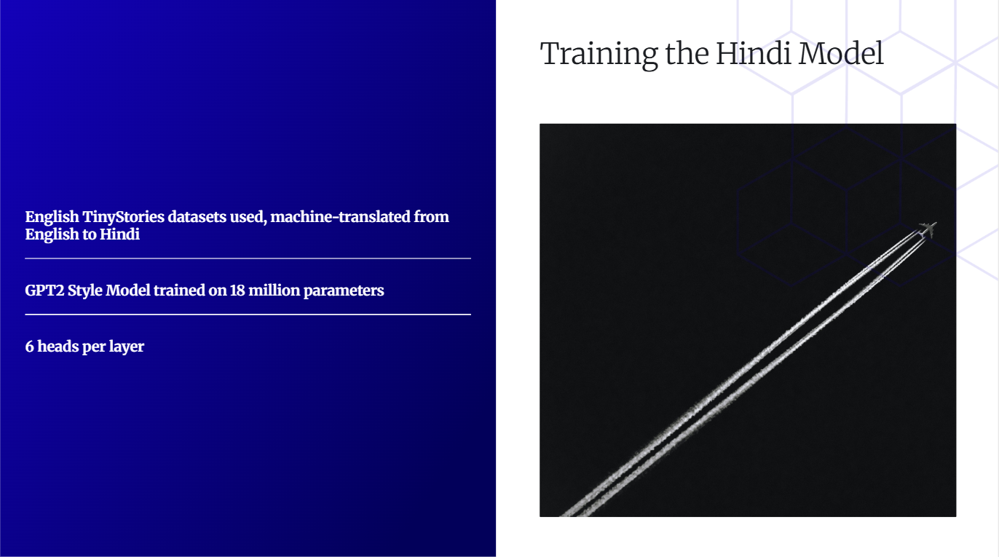 Training the Hindi Model
English TinyStories datasets used, machine-translated from
English to Hindi
GPT2 Style Model trained on 18 million parameters
6 heads per layer